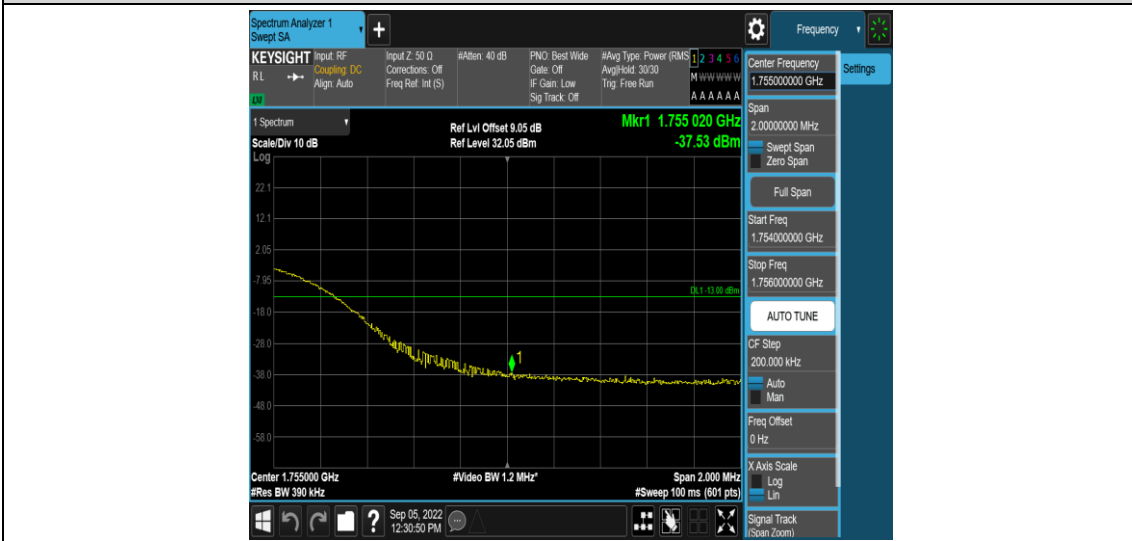 Spectrum Analyzer 1
Swept SA
+
Frequency
KEYSIGHT
RL
LXI
Input: RF
Coupling: DC
Align: Auto
Input Z: 50 Ω
Corrections: Off
Freq Ref: Int (S)
#Atten: 40 dB
PNO: Best Wide
Gate: Off
IF Gain: Low
Sig Track: Off
#Avg Type: Power (RMS
Avg|Hold: 30/30
Trig: Free Run
1 2 3 4 5 6
M W W W W W
A A A A A A
1 Spectrum
Scale/Div 10 dB
Log
Ref Lvl Offset 9.05 dB
Ref Level 32.05 dBm
Mkr1 1.755 020 GHz
-37.53 dBm
22.1
12.1
2.05
-7.95
-18.0
-28.0
-38.0
-48.0
-58.0
DL1 -13.00 dBm
1
Center 1.755000 GHz
#Res BW 390 kHz
#Video BW 1.2 MHz*
Span 2.000 MHz
#Sweep 100 ms (601 pts)
Center Frequency
1.755000000 GHz
Settings
Span
2.00000000 MHz
Swept Span
Zero Span
Full Span
Start Freq
1.754000000 GHz
Stop Freq
1.756000000 GHz
AUTO TUNE
CF Step
200.000 kHz
Auto
Man
Freq Offset
0 Hz
X Axis Scale
Log
Lin
Signal Track
(Span Zoom)
?
Sep 05, 2022
12:30:50 PM